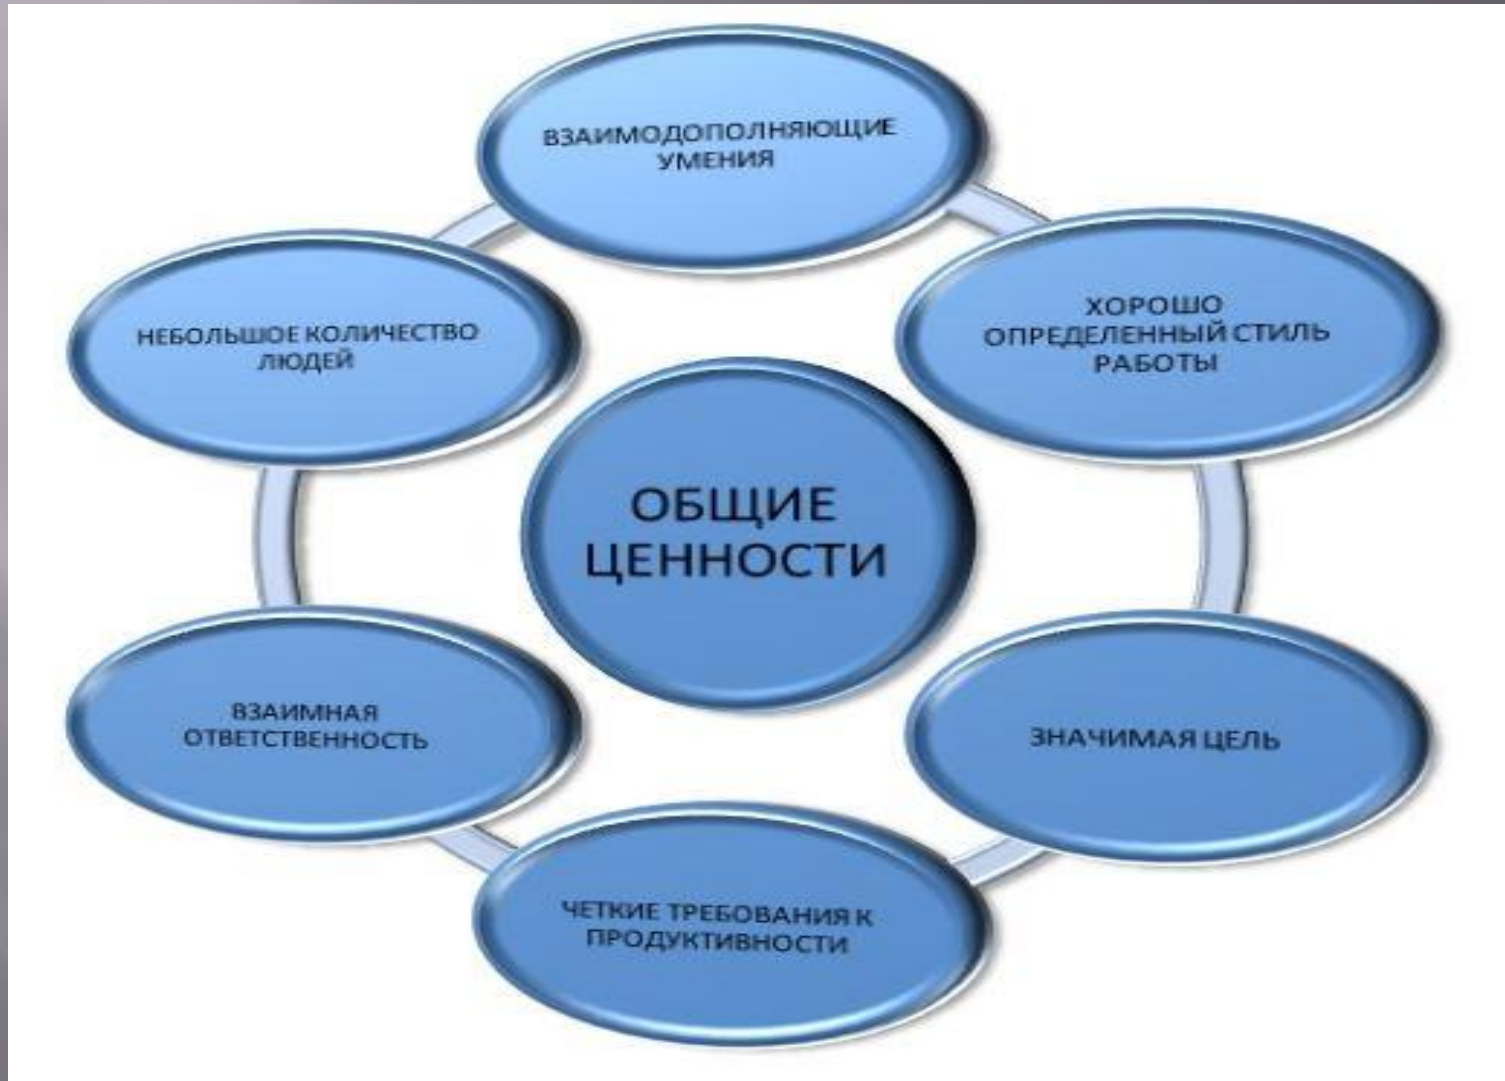 ВЗАИМОДОПОЛНЯЮЩИЕ
УМЕНИЯ
ХОРОШО
ОПРЕДЕЛЕННЫЙ СТИЛЬ
РАБОТЫ
НЕБОЛЬШОЕ КОЛИЧЕСТВО
ЛЮДЕЙ
ОБЩИЕ
ЦЕННОСТИ
ВЗАИМНАЯ
ОТВЕТСТВЕННОСТЬ
ЗНАЧИМАЯ ЦЕЛЬ
ЧЕТКИЕ ТРЕБОВАНИЯ К
ПРОДУКТИВНОСТИ